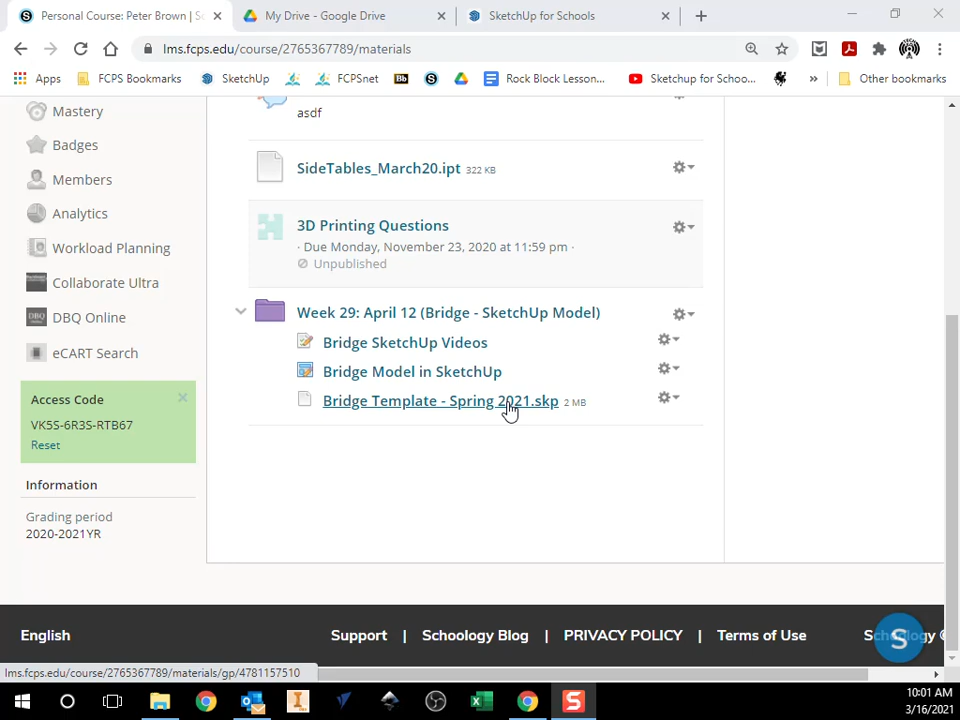 Personal Course: Peter Brown | S
My Drive - Google Drive
SketchUp for Schools
lms.fcps.edu/course/2765367789/materials
Apps
FCPS Bookmarks
SketchUp
FCPSnet
Bb
S
Rock Block Lesson...
Sketchup for Schoo...
»
Other bookmarks
Mastery
Badges
Members
Analytics
Workload Planning
Collaborate Ultra
DBQ DBQ Online
eCART Search
Access Code
VK5S-6R3S-RTB67
Reset
Information
Grading period
2020-2021YR
asdf
SideTables_March20.ipt 322 KB
3D Printing Questions
· Due Monday, November 23, 2020 at 11:59 pm ·
Unpublished
Week 29: April 12 (Bridge - SketchUp Model)
Bridge SketchUp Videos
Bridge Model in SketchUp
Bridge Template - Spring 2021.skp 2 MB
English
Support | Schoology Blog | PRIVACY POLICY | Terms of Use
Schoology ©
S
lms.fcps.edu/course/2765367789/materials/gp/4781157510
10:01 AM
3/16/2021